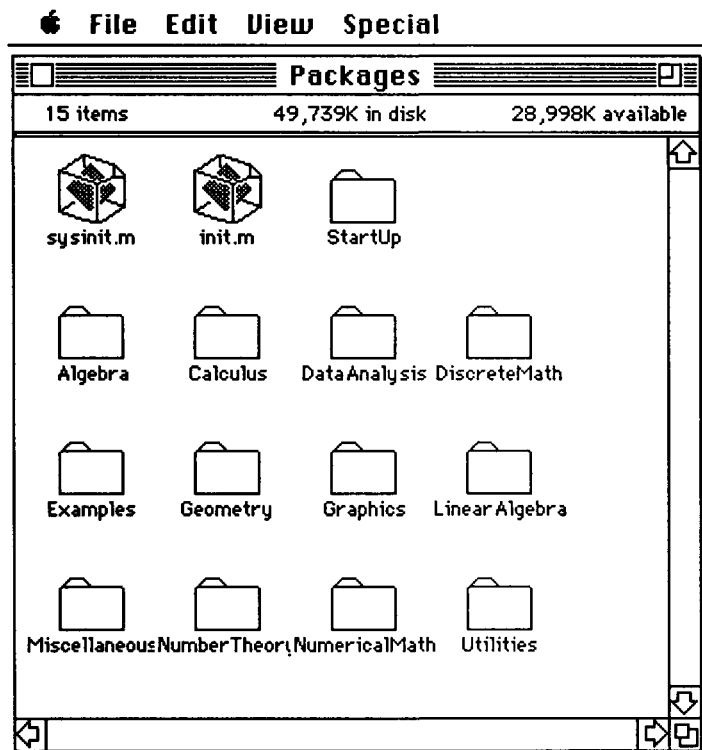 File Edit View Special
Packages
15 items 49,739K in disk 28,998K available
sysinit.m init.m StartUp
Algebra Calculus DataAnalysis DiscreteMath
Examples Geometry Graphics LinearAlgebra
Miscellaneous NumberTheory NumericalMath Utilities